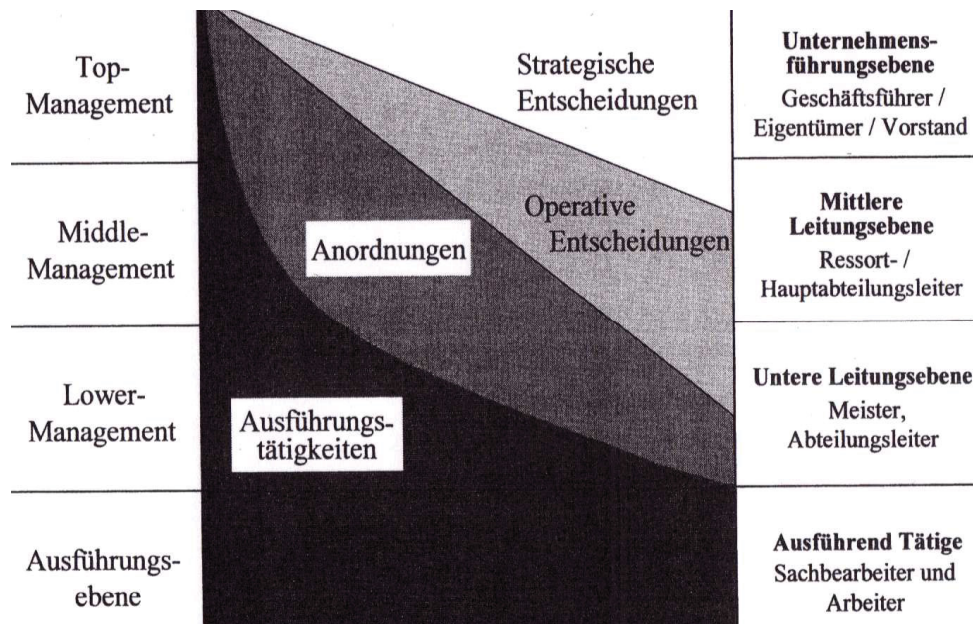 Top-
Management
Middle-
Management
Lower-
Management
Ausführungs-
ebene
Strategische
Entscheidungen
Operative
Entscheidungen
Anordnungen
Ausführungs-
tätigkeiten
Unternehmens-
führungsebene
Geschäftsführer /
Eigentümer / Vorstand
Mittlere
Leitungsebene
Ressort- /
Hauptabteilungsleiter
Untere Leitungsebene
Meister,
Abteilungsleiter
Ausführend Tätige
Sachbearbeiter und
Arbeiter